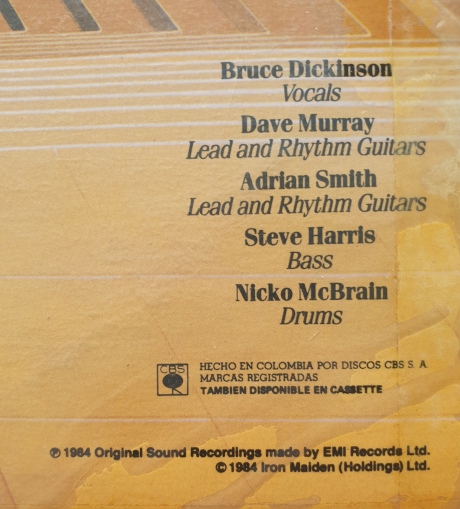 Bruce Dickinson
Vocals
Dave Murray
Lead and Rhythm Guitars
Adrian Smith
Lead and Rhythm Guitars
Steve Harris
Bass
Nicko McBrain
Drums
CBS
HECHO EN COLOMBIA POR DISCOS CBS S. A.
MARCAS REGISTRADAS
TAMBIEN DISPONIBLE EN CASSETTE
℗ 1984 Original Sound Recordings made by EMI Records Ltd.
© 1984 Iron Maiden (Holdings) Ltd.